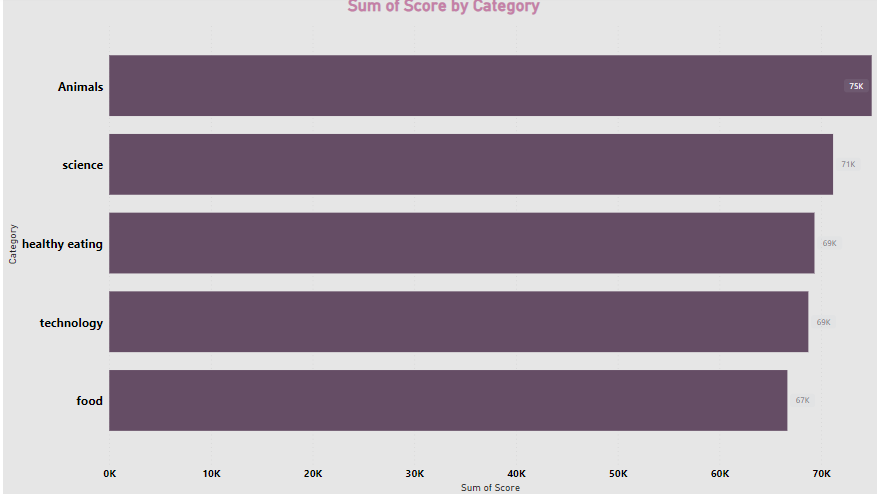 Sum of Score by Category
Category
Animals
75K
science
71K
healthy eating
69K
technology
69K
food
67K
0K 10K 20K 30K 40K 50K 60K 70K
Sum of Score